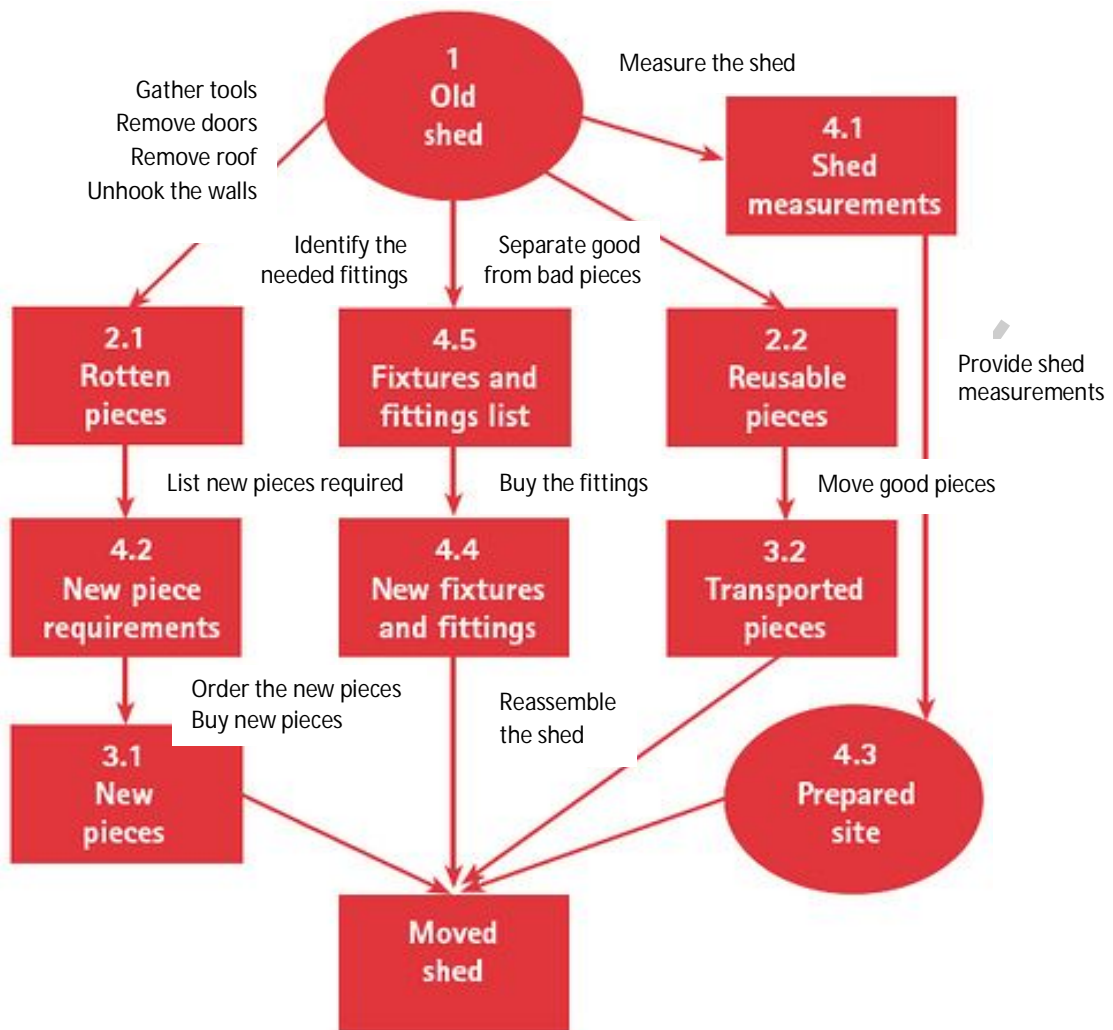 1
Old
shed
Measure the shed
Gather tools
Remove doors
Remove roof
Unhook the walls
4.1
Shed
measurements
Identify the
needed fittings
Separate good
from bad pieces
2.1
Rotten
pieces
4.5
Fixtures and
fittings list
2.2
Reusable
pieces
Provide shed
measurements
List new pieces required
Buy the fittings
Move good pieces
4.2
New piece
requirements
4.4
New fixtures
and fittings
3.2
Transported
pieces
Order the new pieces
Buy new pieces
Reassemble
the shed
3.1
New
pieces
4.3
Prepared
site
Moved
shed